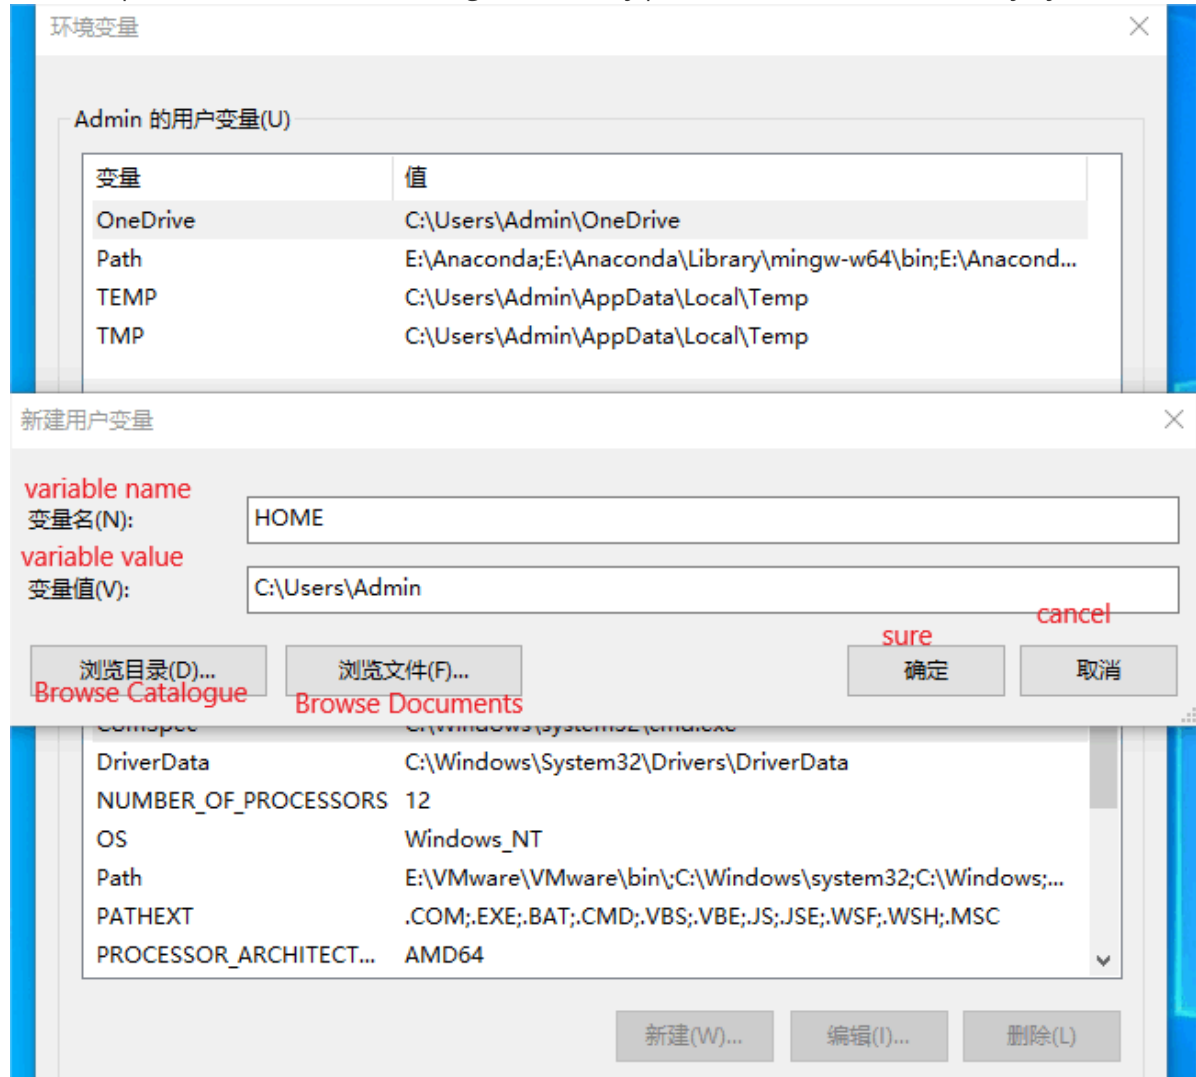 环境变量
Admin 的用户变量(U)
变量 值
OneDrive C:\Users\Admin\OneDrive
Path E:\Anaconda;E:\Anaconda\Library\mingw-w64\bin;E:\Anacond...
TEMP C:\Users\Admin\AppData\Local\Temp
TMP C:\Users\Admin\AppData\Local\Temp
新建用户变量
variable name
变量名(N): HOME
variable value
变量值(V): C:\Users\Admin
cancel
sure
浏览目录(D)... 浏览文件(F)... 确定 取消
Browse Catalogue Browse Documents
ComSpec C:\Windows\system32\cmd.exe
DriverData C:\Windows\System32\Drivers\DriverData
NUMBER_OF_PROCESSORS 12
OS Windows_NT
Path E:\VMware\VMware\bin\;C:\Windows\system32;C:\Windows;...
PATHEXT .COM;.EXE;.BAT;.CMD;.VBS;.VBE;.JS;.JSE;.WSF;.WSH;.MSC
PROCESSOR_ARCHITECT... AMD64
新建(W)... 编辑(I)... 删除(L)